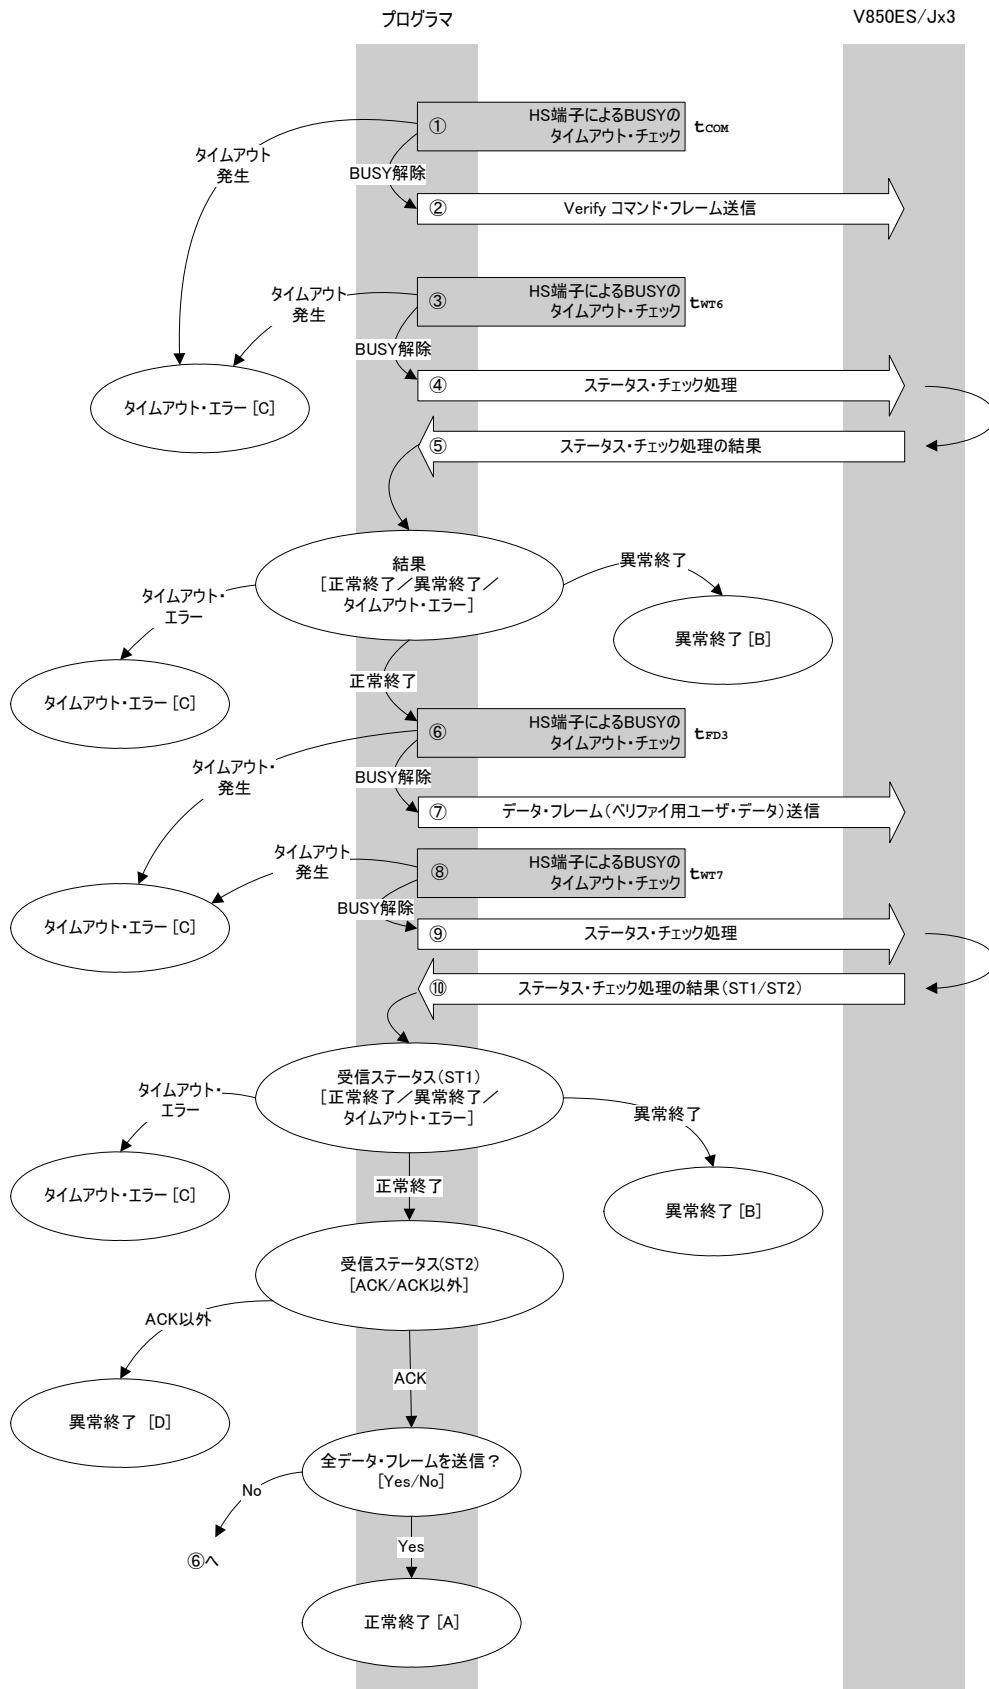 プログラマ
V850ES/Jx3
①
HS端子によるBUSYの
タイムアウト・チェック
tCOM
タイムアウト
発生
BUSY解除
②
Verify コマンド・フレーム送信
タイムアウト
発生
③
HS端子によるBUSYの
タイムアウト・チェック
tWT6
BUSY解除
④
ステータス・チェック処理
タイムアウト・エラー [C]
⑤
ステータス・チェック処理の結果
結果
[正常終了／異常終了／
タイムアウト・エラー]
異常終了
タイムアウト・
エラー
異常終了 [B]
タイムアウト・エラー [C]
正常終了
⑥
HS端子によるBUSYの
タイムアウト・チェック
tFD3
タイムアウト・
発生
BUSY解除
⑦
データ・フレーム（ベリファイ用ユーザ・データ）送信
タイムアウト
発生
⑧
HS端子によるBUSYの
タイムアウト・チェック
tWT7
BUSY解除
⑨
ステータス・チェック処理
タイムアウト・エラー [C]
⑩
ステータス・チェック処理の結果（ST1/ST2）
受信ステータス（ST1）
[正常終了／異常終了／
タイムアウト・エラー]
タイムアウト・
エラー
異常終了
タイムアウト・エラー [C]
正常終了
異常終了 [B]
受信ステータス(ST2)
[ACK/ACK以外]
ACK以外
ACK
異常終了 [D]
全データ・フレームを送信？
[Yes/No]
No
⑥へ
Yes
正常終了 [A]